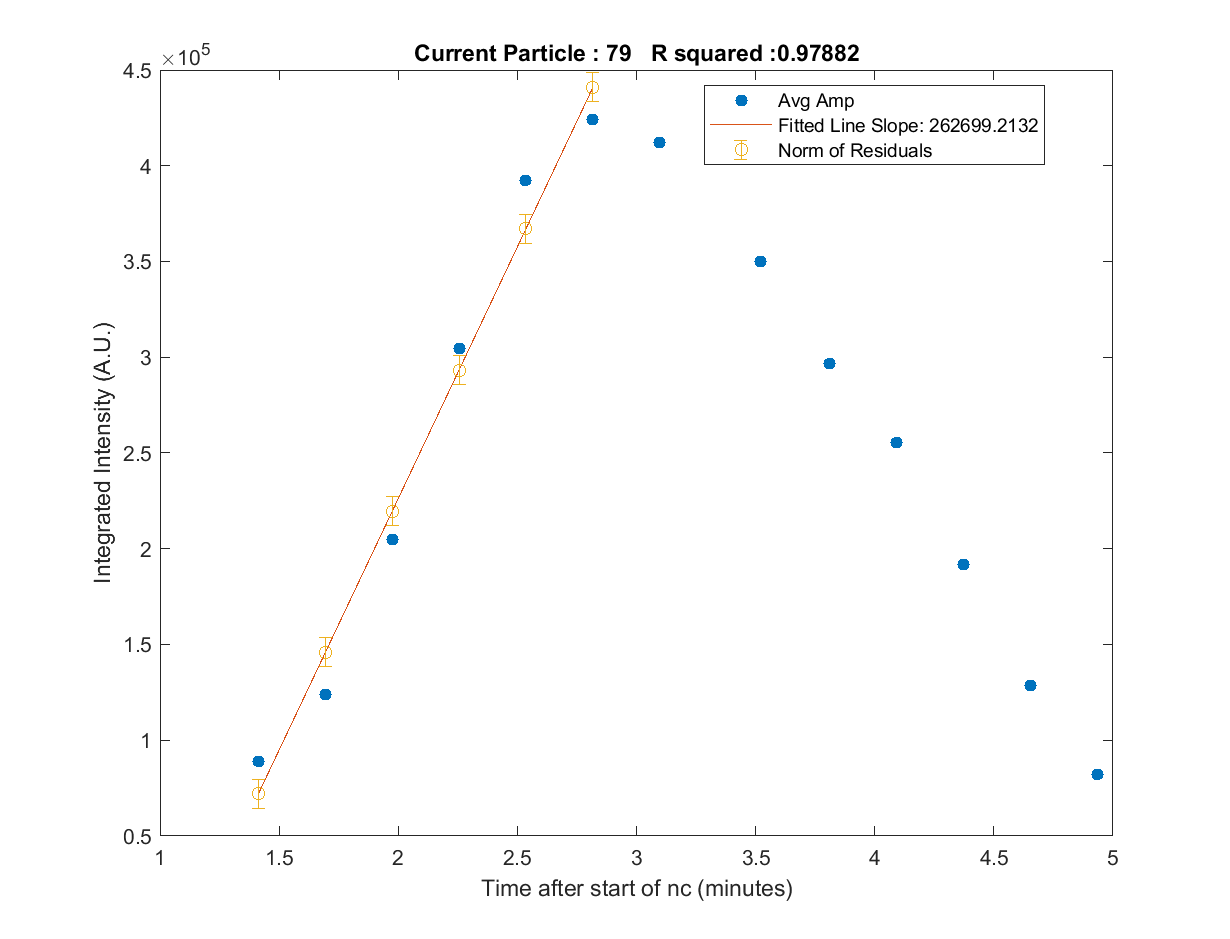 Current Particle : 79 R squared :0.97882
×10^5
4.5
4
3.5
3
2.5
2
1.5
1
0.5
Integrated Intensity (A.U.)
Avg Amp
Fitted Line Slope: 262699.2132
Norm of Residuals
1 1.5 2 2.5 3 3.5 4 4.5 5
Time after start of nc (minutes)